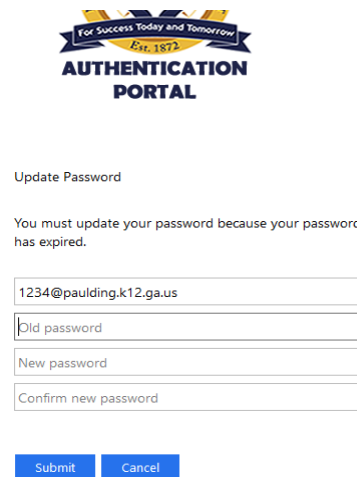 For Success Today and Tomorrow
Est. 1872
AUTHENTICATION
PORTAL
Update Password
You must update your password because your password
has expired.
1234@paulding.k12.ga.us
Old password
New password
Confirm new password
Submit Cancel